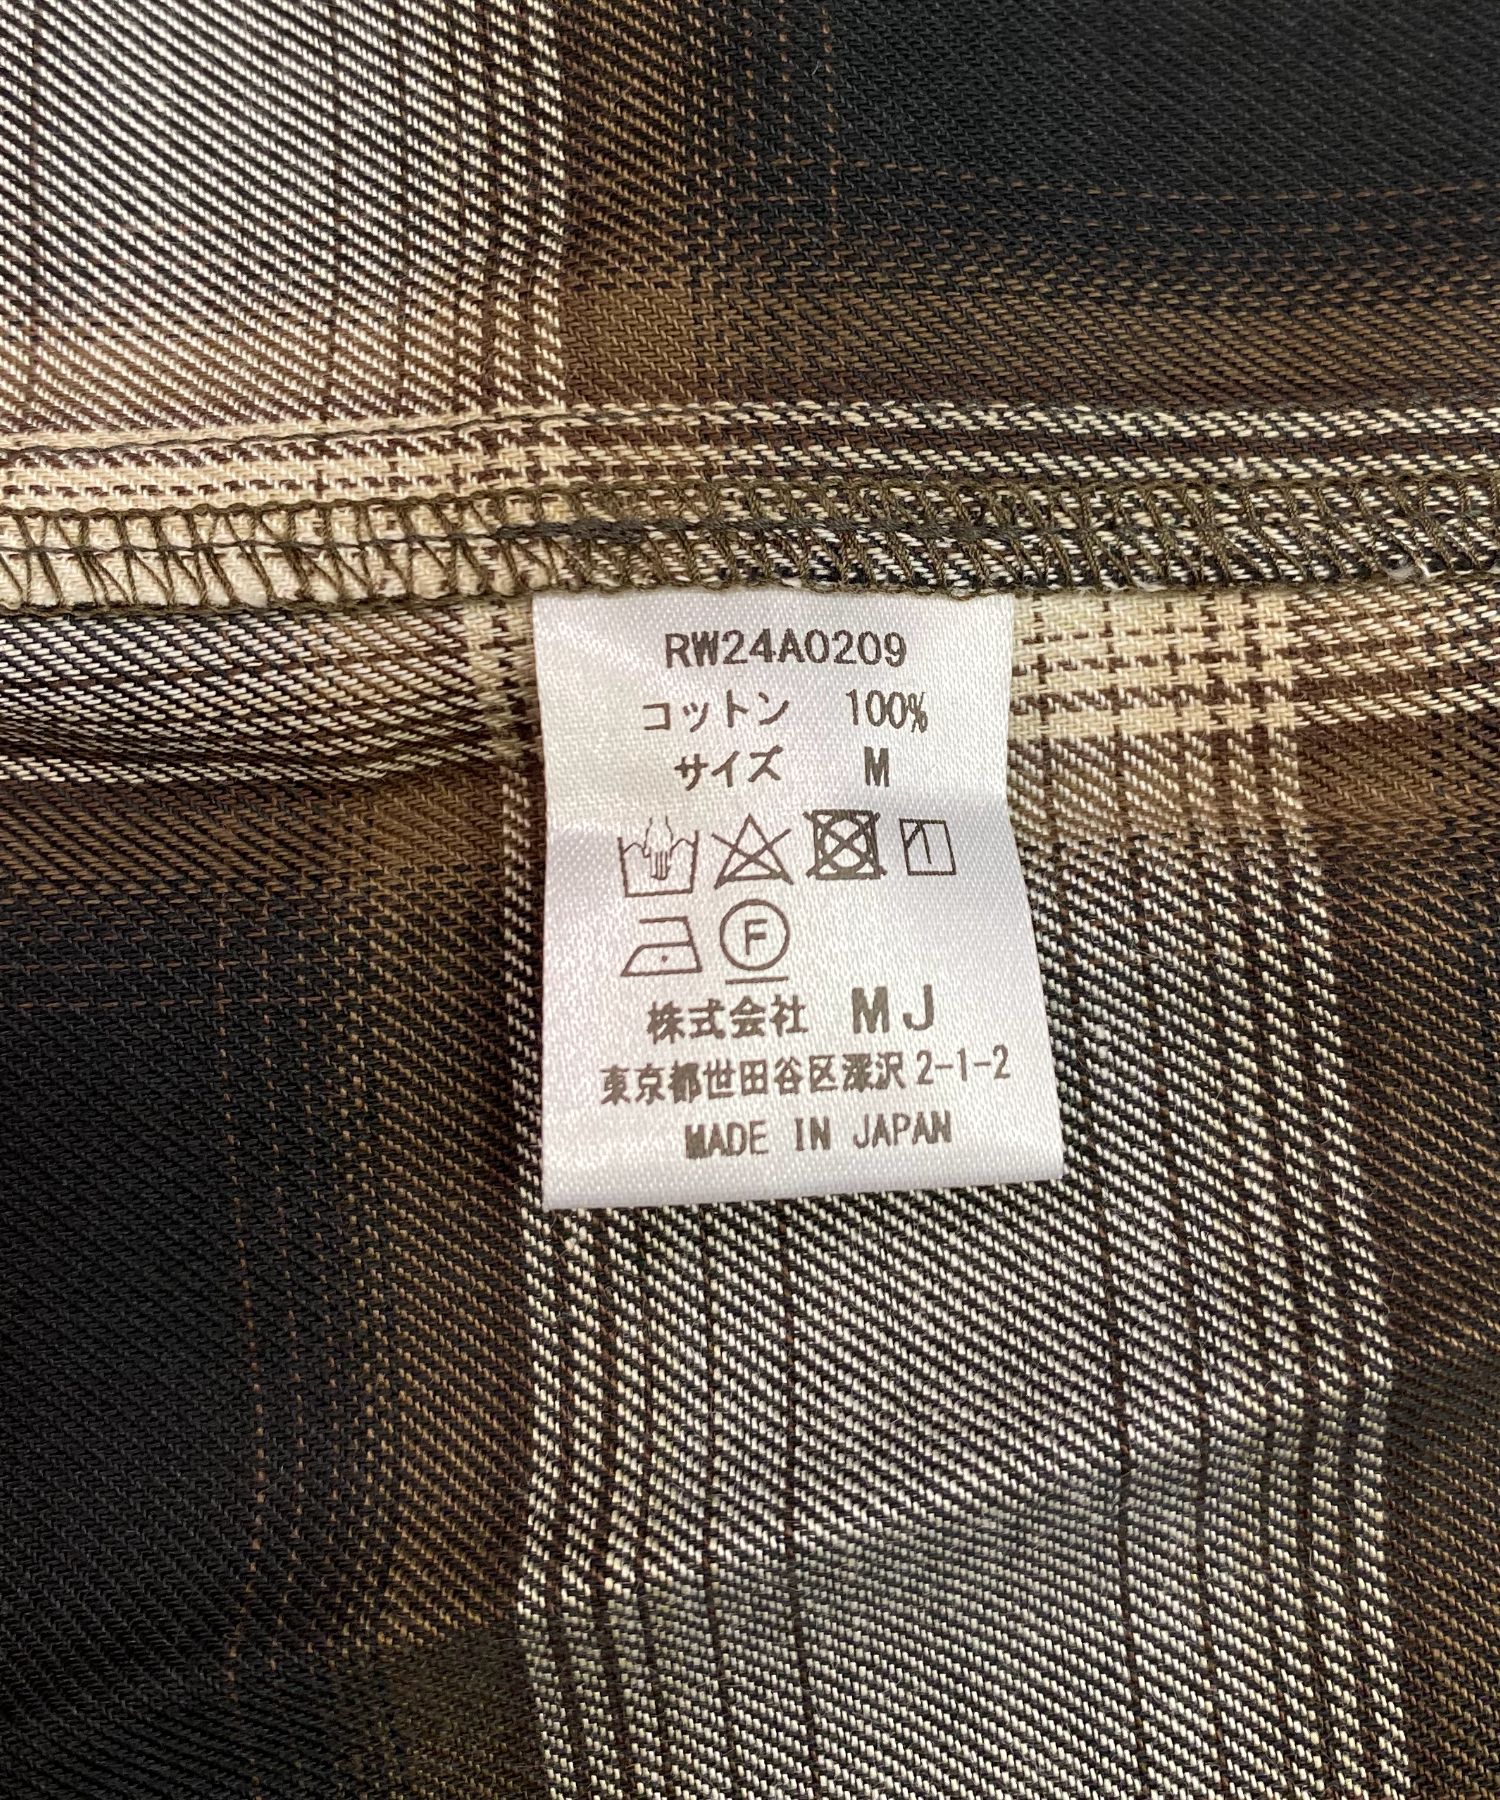 RW24A0209
コットン 100%
サイズ M
F
株式会社 MJ
東京都世田谷区深沢2-1-2
MADE IN JAPAN